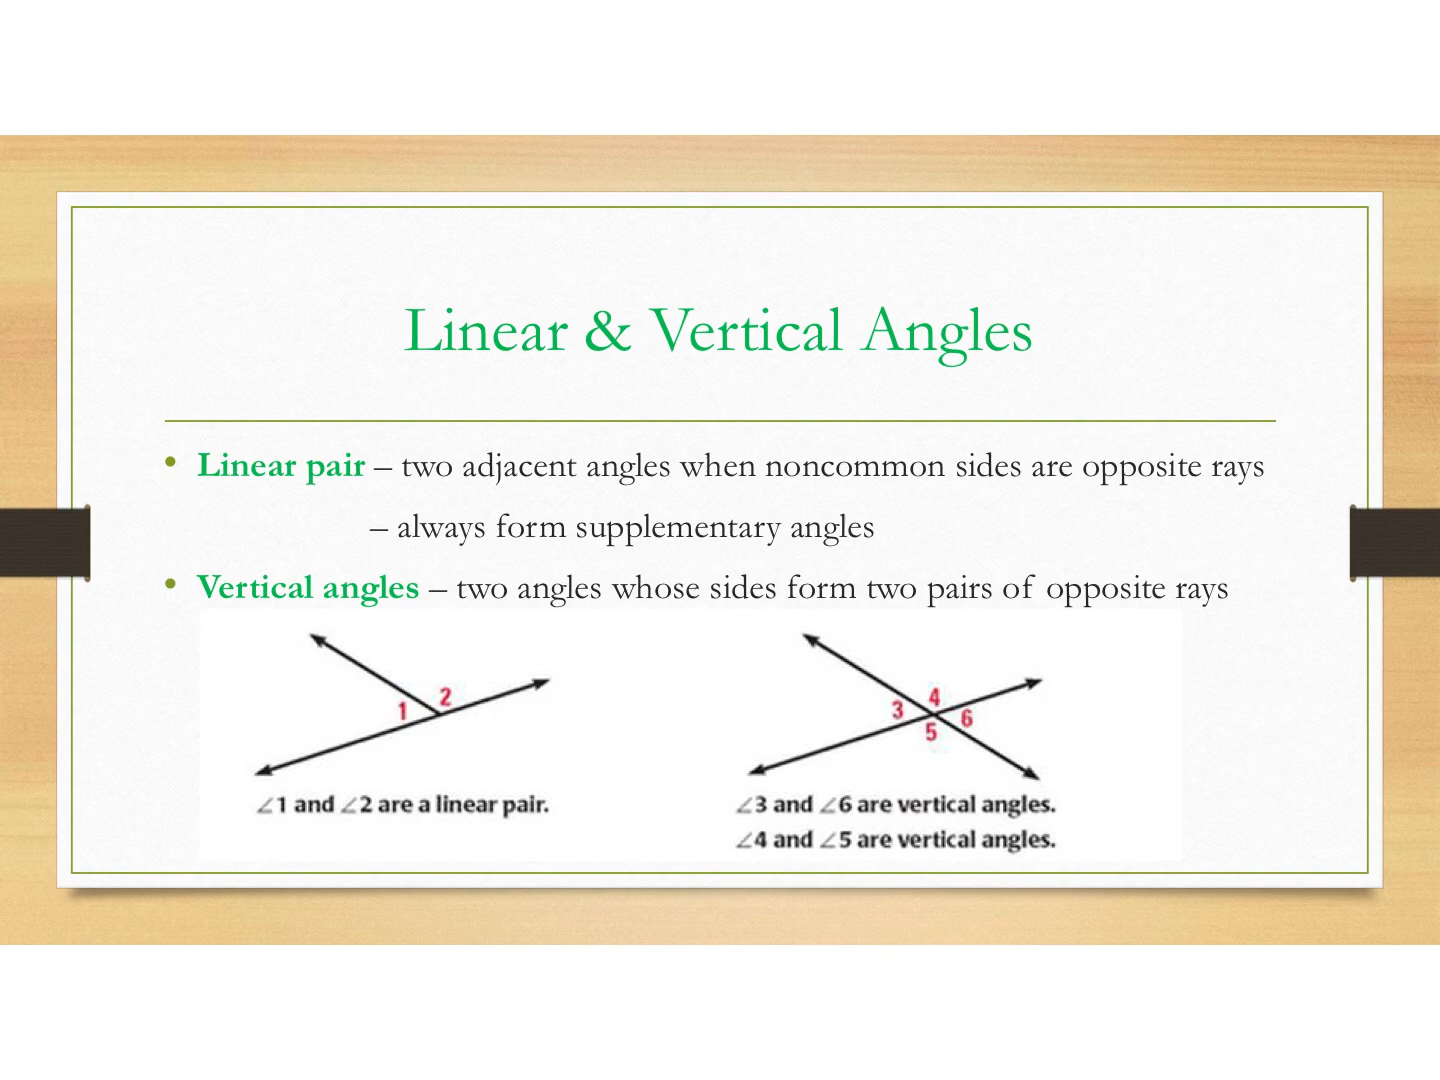 Linear & Vertical Angles
• Linear pair – two adjacent angles when noncommon sides are opposite rays
– always form supplementary angles
• Vertical angles – two angles whose sides form two pairs of opposite rays
1 2
∠1 and ∠2 are a linear pair.
3 4 5 6
∠3 and ∠6 are vertical angles.
∠4 and ∠5 are vertical angles.